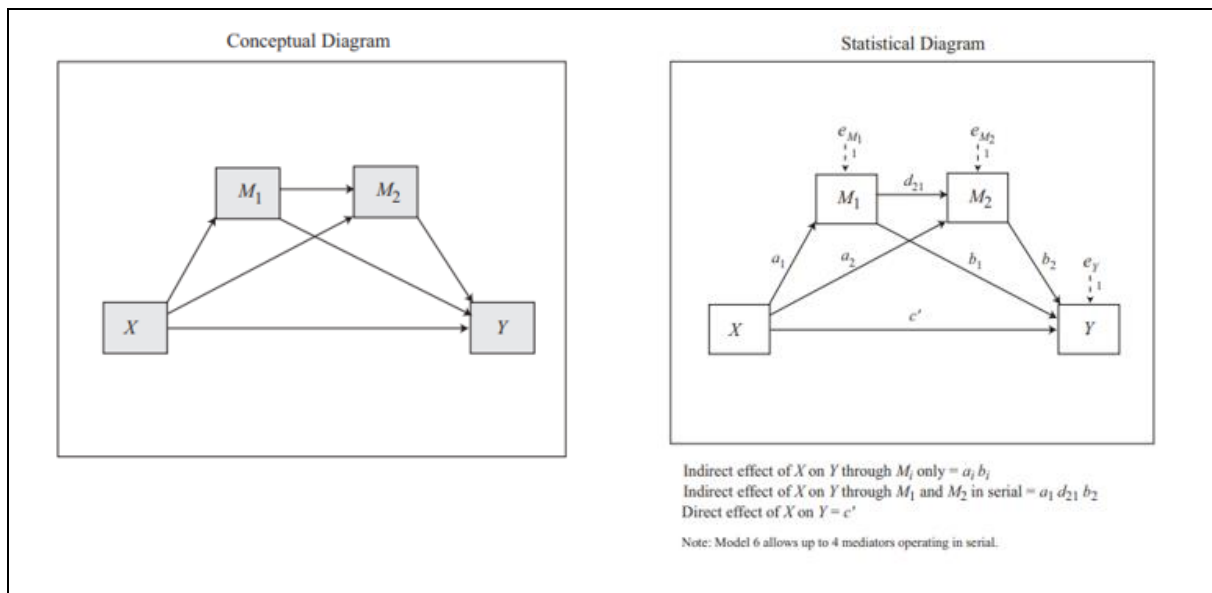 Conceptual Diagram
M1
M2
X
Y
Statistical Diagram
eM1
1
eM2
1
M1
d21
M2
a1
a2
b1
b2
eY
1
X
c'
Y
Indirect effect of X on Y through Mi only = ai bi
Indirect effect of X on Y through M1 and M2 in serial = a1 d21 b2
Direct effect of X on Y = c'
Note: Model 6 allows up to 4 mediators operating in serial.